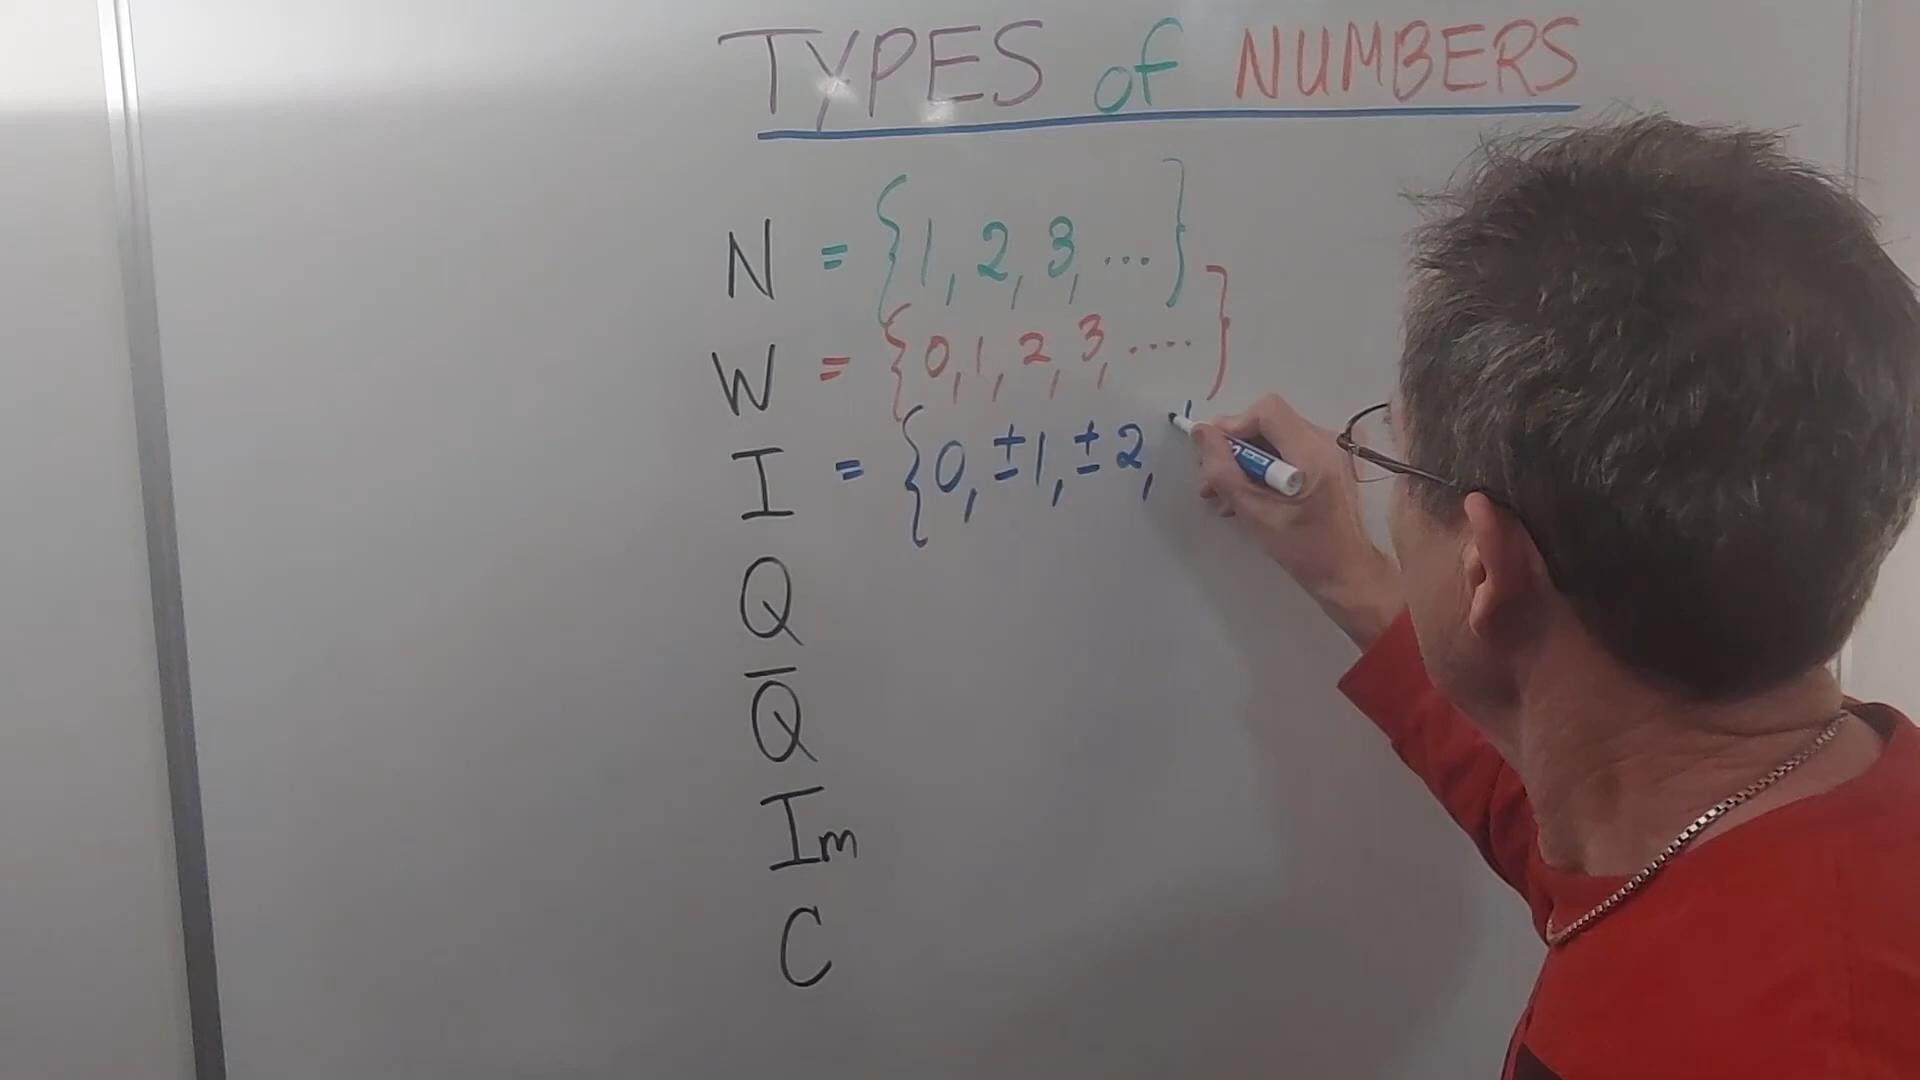 TYPES of NUMBERS
N = {1, 2, 3, ...}
W = {0, 1, 2, 3, ....}
I = {0, ±1, ±2,
Q
Q̅
Im
C